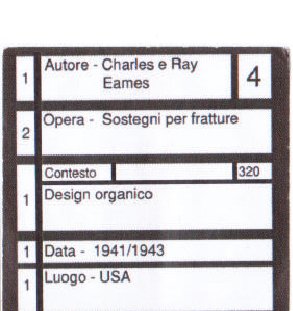 1 Autore - Charles e Ray 4
Eames
2 Opera - Sostegni per fratture
Contesto 320
1 Design organico
1 Data - 1941/1943
1 Luogo - USA